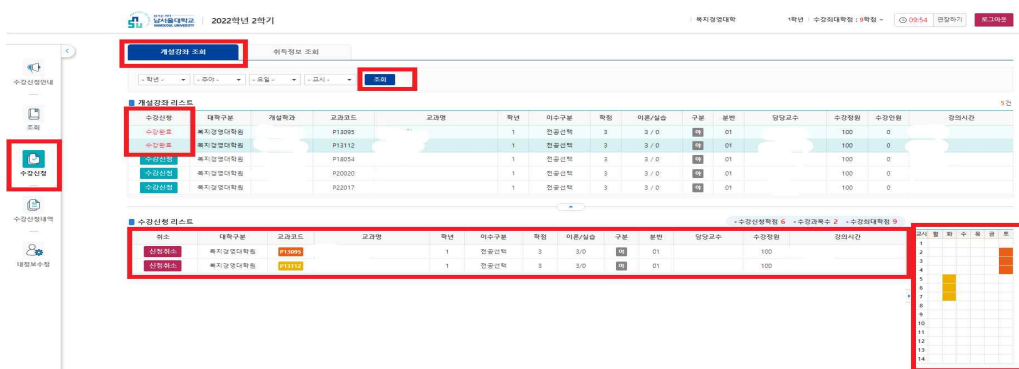 남서울대학교 2022학년 2학기 복지경영대학 1학년 수강최대학점 : 9학점 - 09:54 연장하기 로그아웃
개설강좌 조회 취득정보 조회
수강신청안내
- 학년 - - 주야 - - 요일 - - 교시 - 조회
개설강좌 리스트 5건
조회
수강신청 대학구분 개설학과 교과코드 교과명 학년 이수구분 학점 이론/실습 구분 분반 담당교수 수강정원 수강인원 강의시간
수강완료 복지경영대학원 P13095 1 전공선택 3 3 / 0 야 01 100 0
수강완료 복지경영대학원 P13112 1 전공선택 3 3 / 0 야 01 100 0
수강신청 복지경영대학원 P18054 1 전공선택 3 3 / 0 야 01 100 0
수강신청
수강신청 복지경영대학원 P20020 1 전공선택 3 3 / 0 야 01 100 0
수강신청 복지경영대학원 P22017 1 전공선택 3 3 / 0 야 01 100 0
수강신청내역
수강신청 리스트 • 수강신청학점 6 • 수강과목수 2 • 수강최대학점 9
취소 대학구분 교과코드 교과명 학년 이수구분 학점 이론/실습 구분 분반 담당교수 수강정원 강의시간
신청취소 복지경영대학원 P13095 1 전공선택 3 3/0 야 01 100
신청취소 복지경영대학원 P13112 1 전공선택 3 3/0 야 01 100
내정보수정
교시 월 화 수 목 금 토
1
2
3
4
5
6
7
8
9
10
11
12
13
14